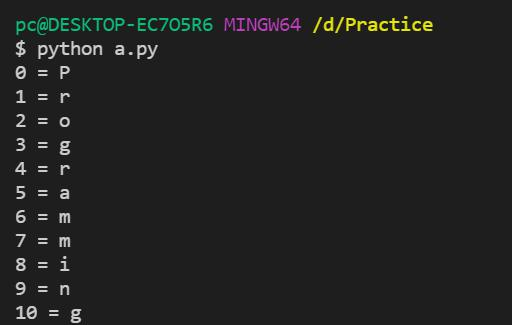 pc@DESKTOP-EC7O5R6 MINGW64 /d/Practice
$ python a.py
0 = P
1 = r
2 = o
3 = g
4 = r
5 = a
6 = m
7 = m
8 = i
9 = n
10 = g